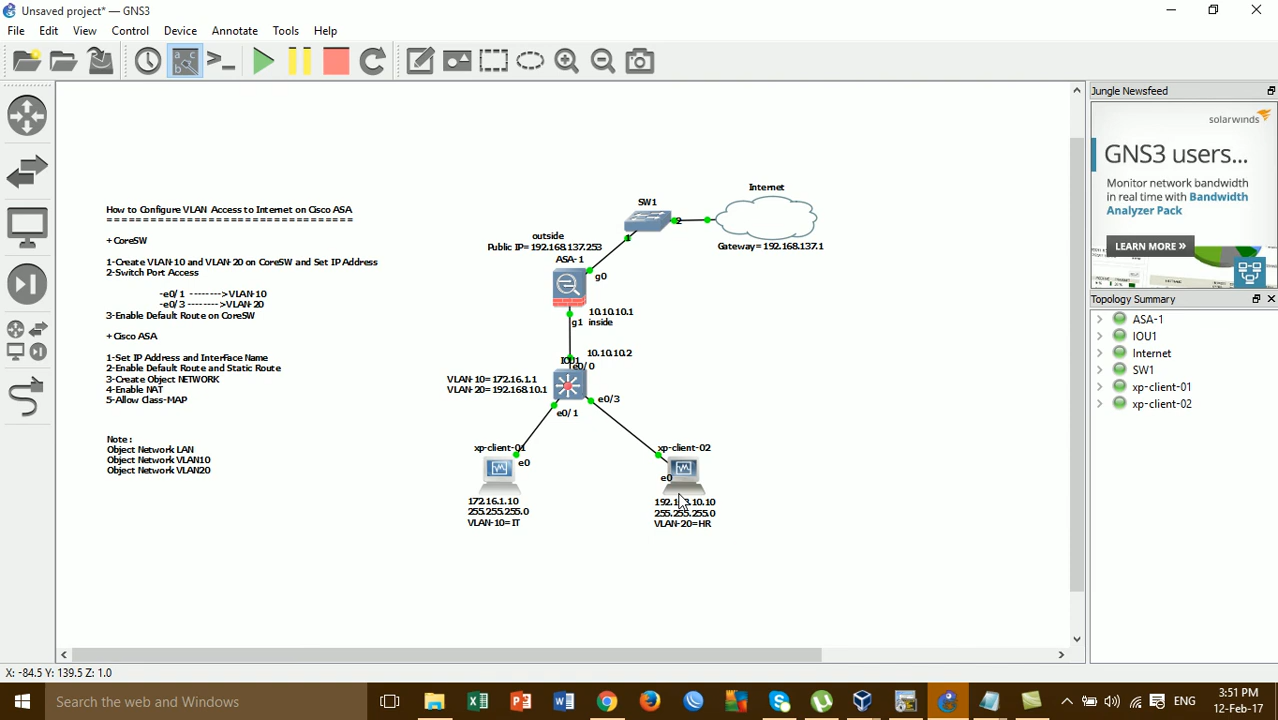 Unsaved project* — GNS3
File Edit View Control Device Annotate Tools Help
Jungle Newsfeed
solarwinds
GNS3 users...
Monitor network bandwidth
in real time with Bandwidth
Analyzer Pack
LEARN MORE »
Topology Summary
ASA-1
IOU1
Internet
SW1
xp-client-01
xp-client-02
How to Configure VLAN Access to Internet on Cisco ASA
================================
+ CoreSW
1-Create VLAN-10 and VLAN-20 on CoreSW and Set IP Address
2-Switch Port Access
-e0/1 -------->VLAN-10
-e0/3 ------->VLAN-20
3-Enable Default Route on CoreSW
+ Cisco ASA
1-Set IP Address and Interface Name
2-Enable Default Route and Static Route
3-Create Object NETWORK
4-Enable NAT
5-Allow Class-MAP
Note :
Object Network LAN
Object Network VLAN10
Object Network VLAN20
Internet
SW1
2
1
Gateway= 192.168.137.1
outside
Public IP= 192.168.137.253
ASA-1
g0
10.10.10.1
g1 inside
10.10.10.2
IOU1
e0/0
VLAN-10= 172.16.1.1
VLAN-20= 192.168.10.1
e0/3
e0/1
xp-client-01
e0
172.16.1.10
255.255.255.0
VLAN-10= IT
xp-client-02
e0
255.255.255.0
VLAN-20=HR
X: -84.5 Y: 139.5 Z: 1.0
Search the web and Windows
ENG
3:51 PM
12-Feb-17